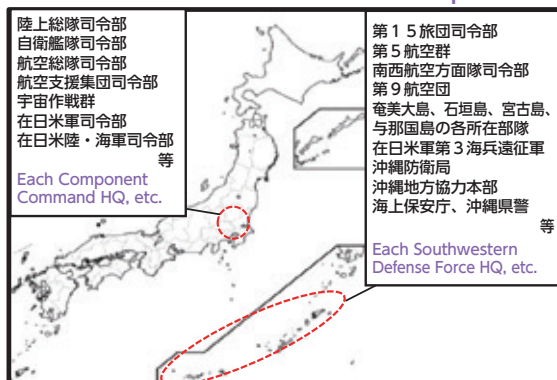 陸上総隊司令部
自衛艦隊司令部
航空総隊司令部
航空支援集団司令部
宇宙作戦群
在日米軍司令部
在日米陸・海軍司令部
等
Each Component
Command HQ, etc.
第15旅団司令部
第5航空群
南西航空方面隊司令部
第9航空団
奄美大島、石垣島、宮古島、
与那国島の各所在部隊
在日米軍第3海兵遠征軍
沖縄防衛局
沖縄地方協力本部
海上保安庁、沖縄県警
等
Each Southwestern
Defense Force HQ, etc.